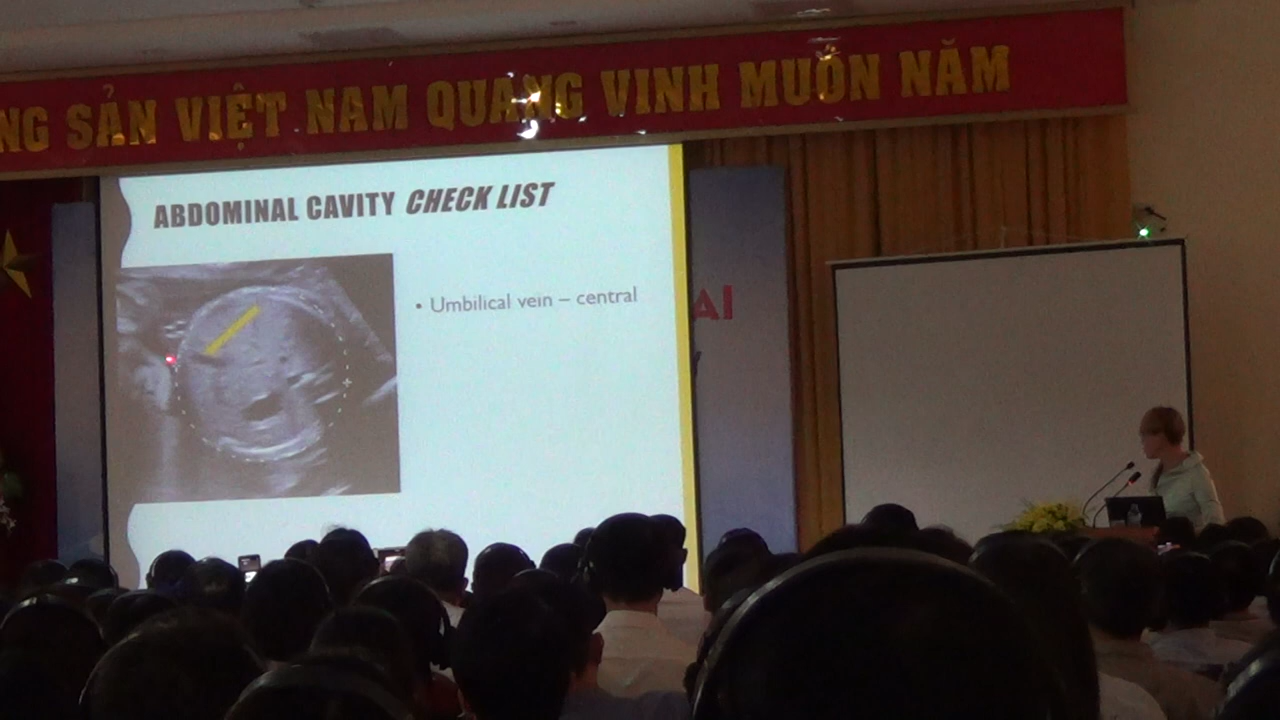 NG SẢN VIỆT NAM QUANG VINH MUÔN NĂM
ABDOMINAL CAVITY CHECK LIST
• Umbilical vein – central
AI